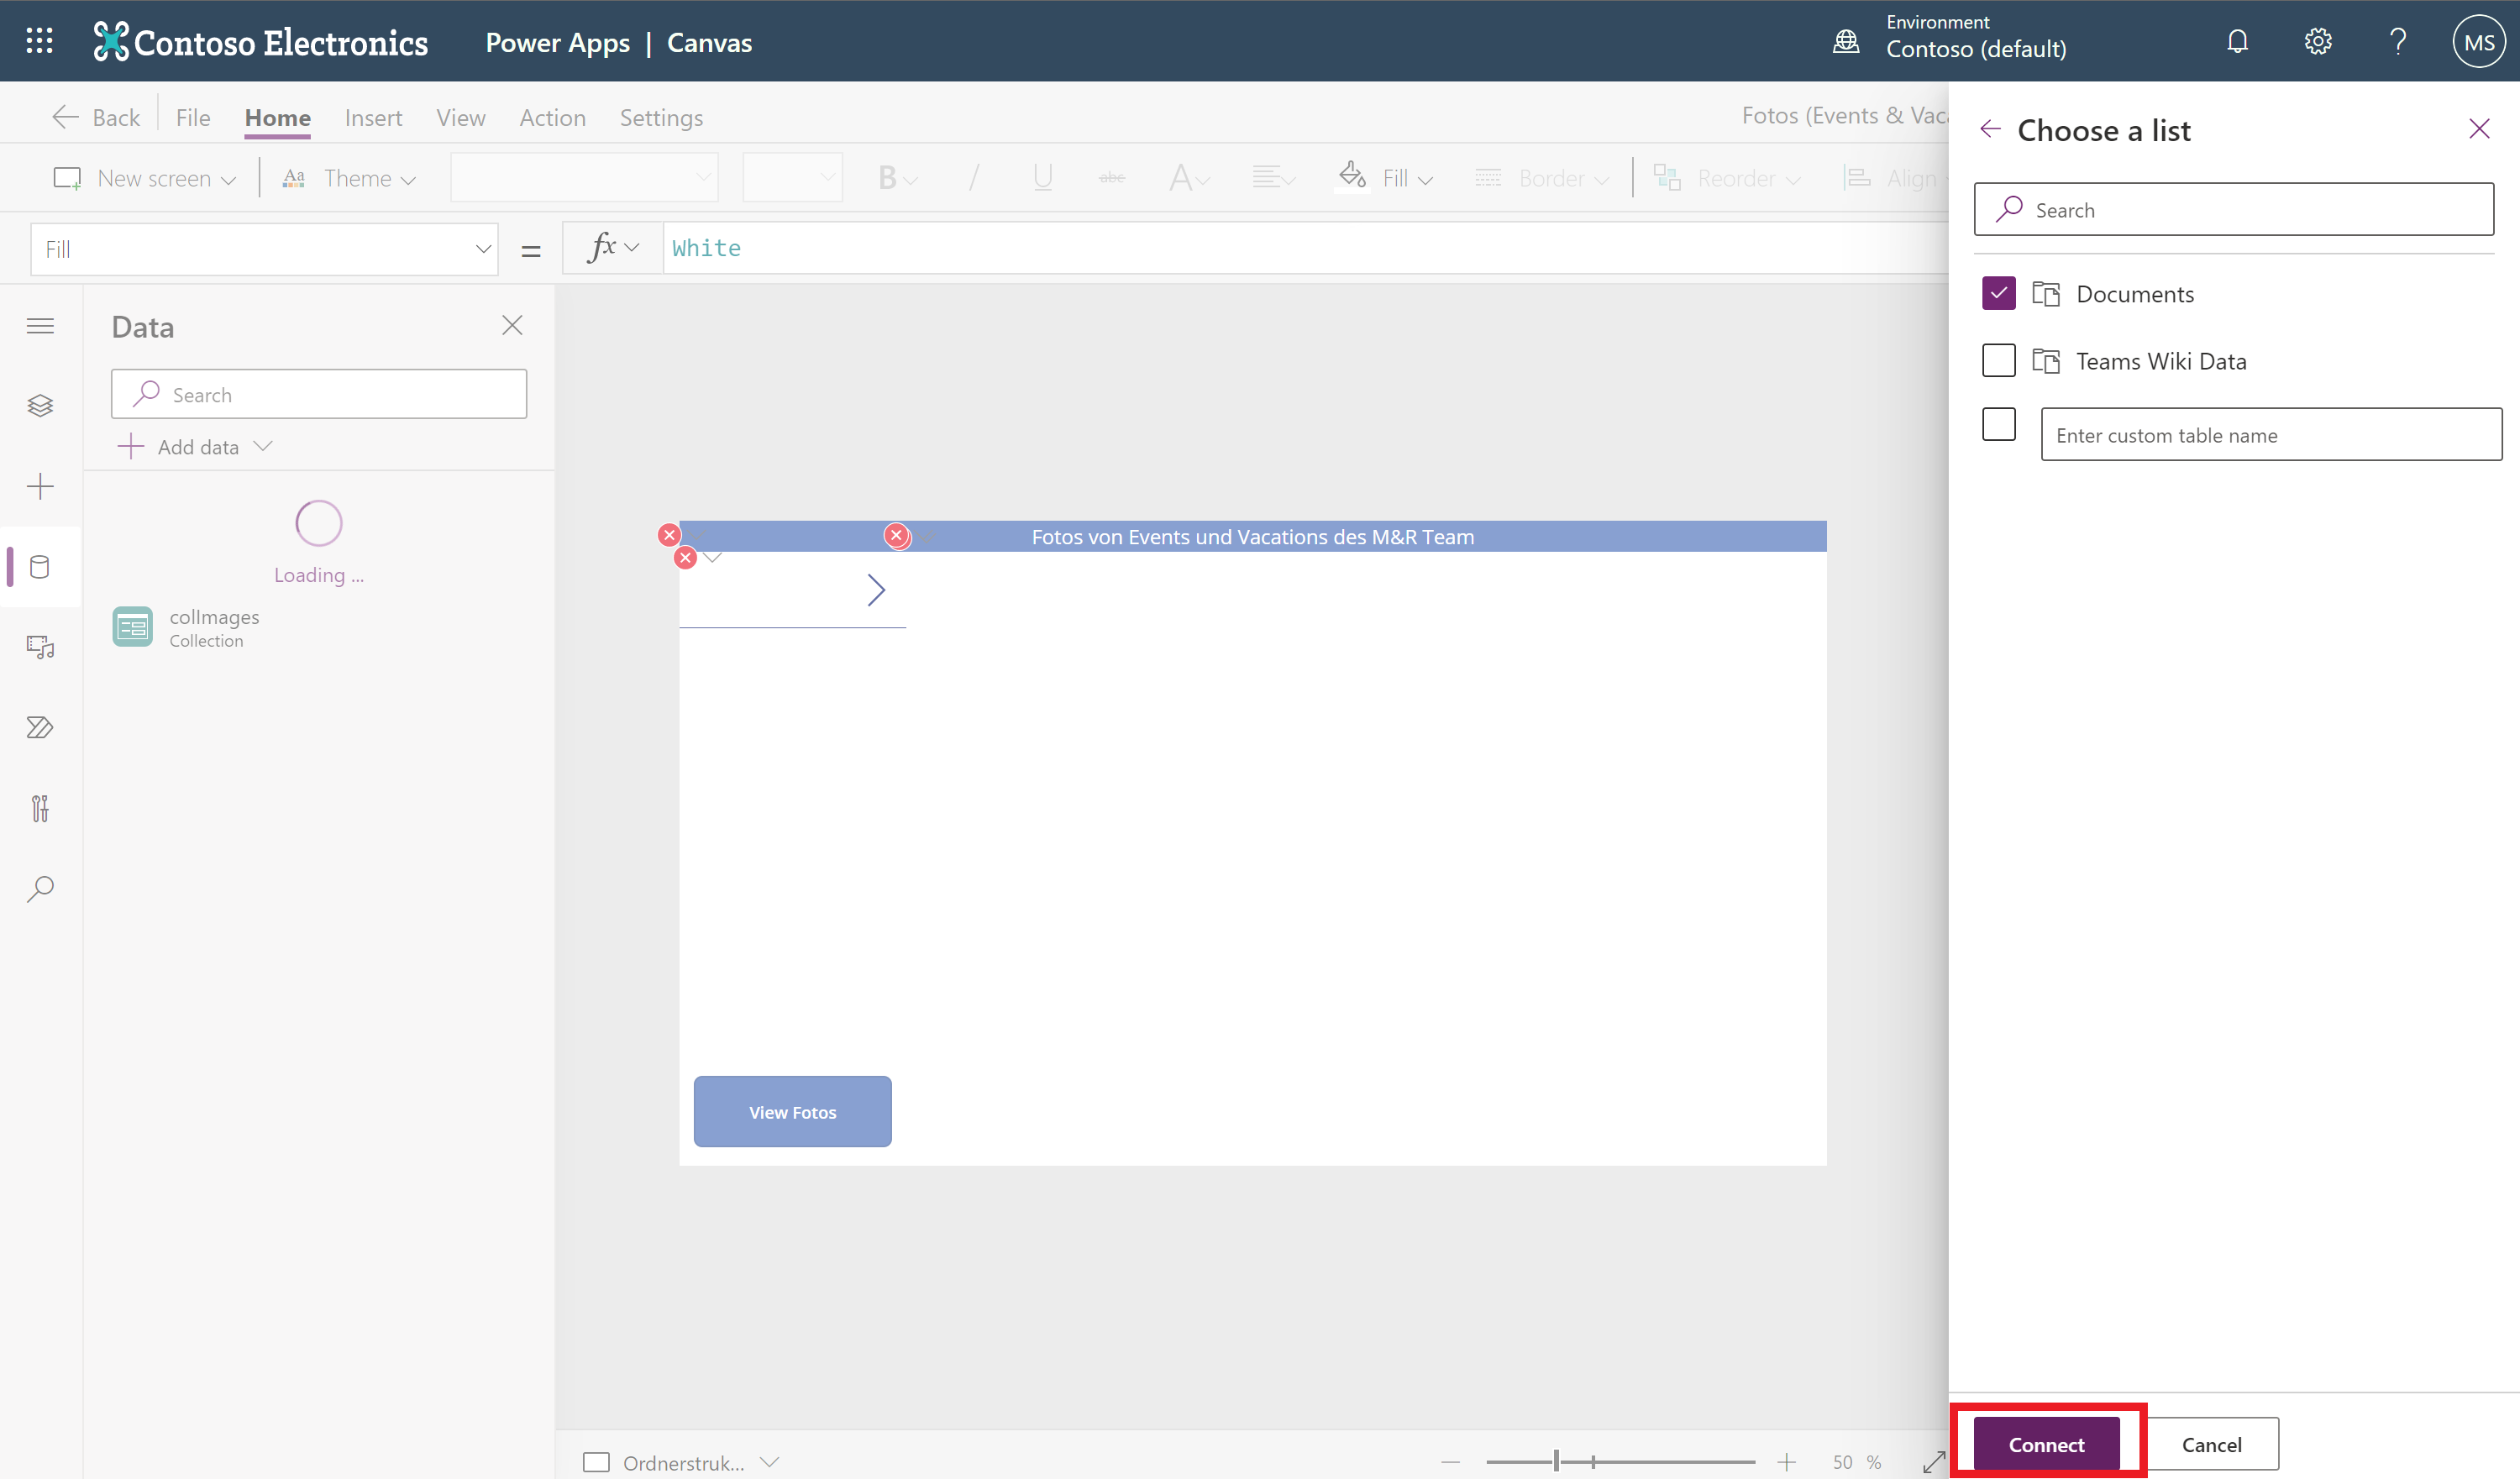 Contoso Electronics Power Apps | Canvas
Environment
Contoso (default)
MS
Back File Home Insert View Action Settings
Fotos (Events & Vaca
New screen Theme B / U abc A Fill Border Reorder Align
Fill = fx White
Data
Search
Add data
Loading ...
colImages
Collection
Fotos von Events und Vacations des M&R Team
View Fotos
Ordnerstruk... 50 %
Choose a list
Search
Documents
Teams Wiki Data
Enter custom table name
Connect Cancel